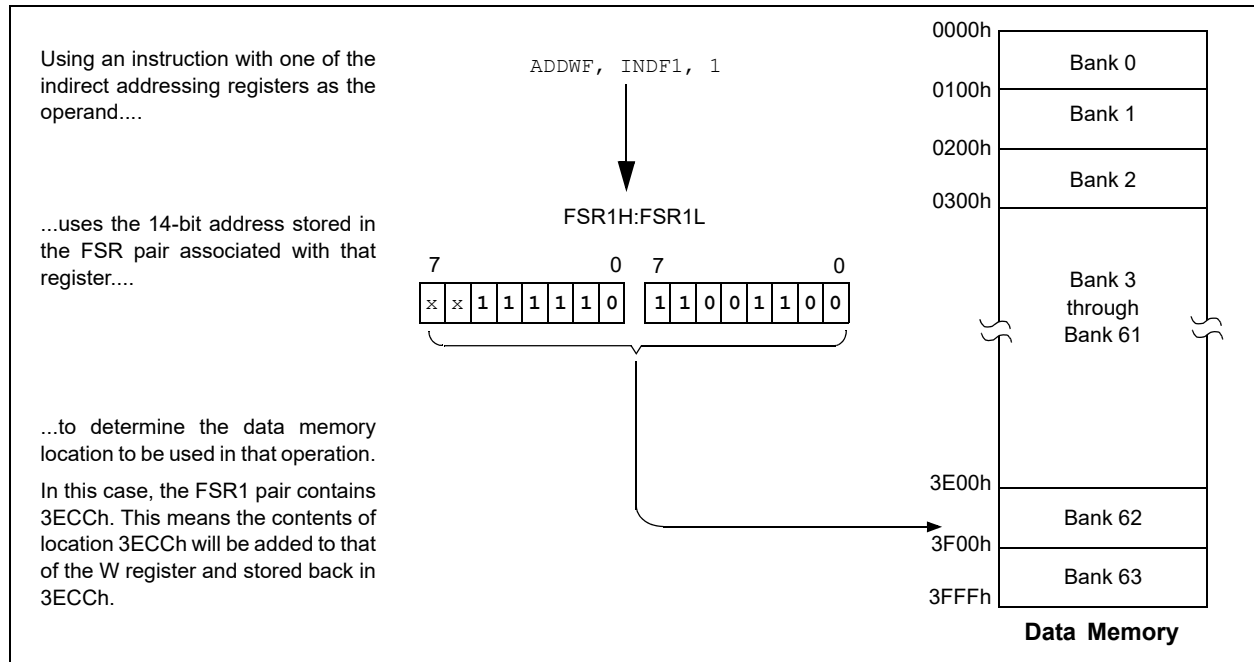 Using an instruction with one of the
indirect addressing registers as the
operand....
ADDWF, INDF1, 1
...uses the 14-bit address stored in
the FSR pair associated with that
register....
FSR1H:FSR1L
7 0 7 0
x x 1 1 1 1 1 0 1 1 0 0 1 1 0 0
...to determine the data memory
location to be used in that operation.
In this case, the FSR1 pair contains
3ECCh. This means the contents of
location 3ECCh will be added to that
of the W register and stored back in
3ECCh.
0000h
Bank 0
0100h
Bank 1
0200h
Bank 2
0300h
Bank 3
through
Bank 61
3E00h
Bank 62
3F00h
Bank 63
3FFFh
Data Memory